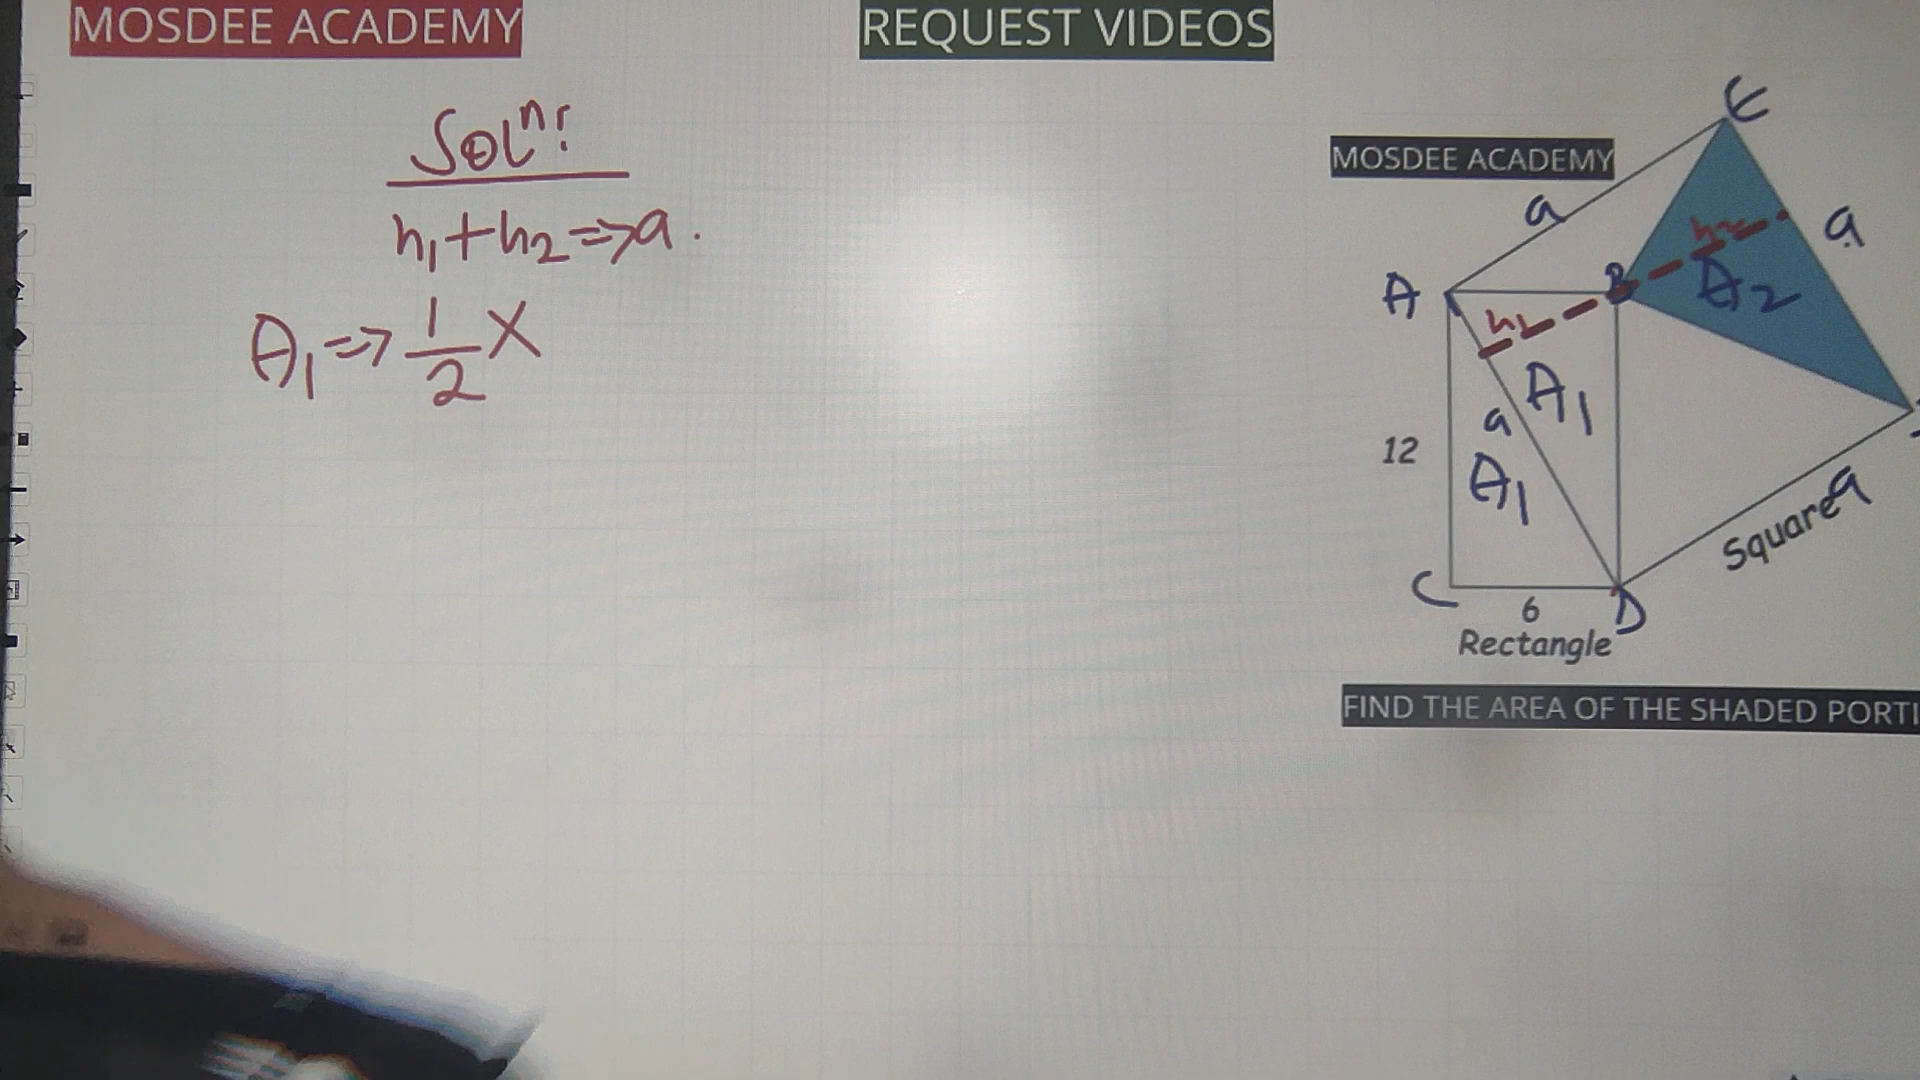 MOSDEE ACADEMY
REQUEST VIDEOS
Solⁿ:
h₁+h₂=>a.
A₁=>1/2 X
E
MOSDEE ACADEMY
a
a
h₂
A
B
A₂
h₁
A₁
a
12
A₁
Square
a
C
6
D
Rectangle
FIND THE AREA OF THE SHADED PORTI